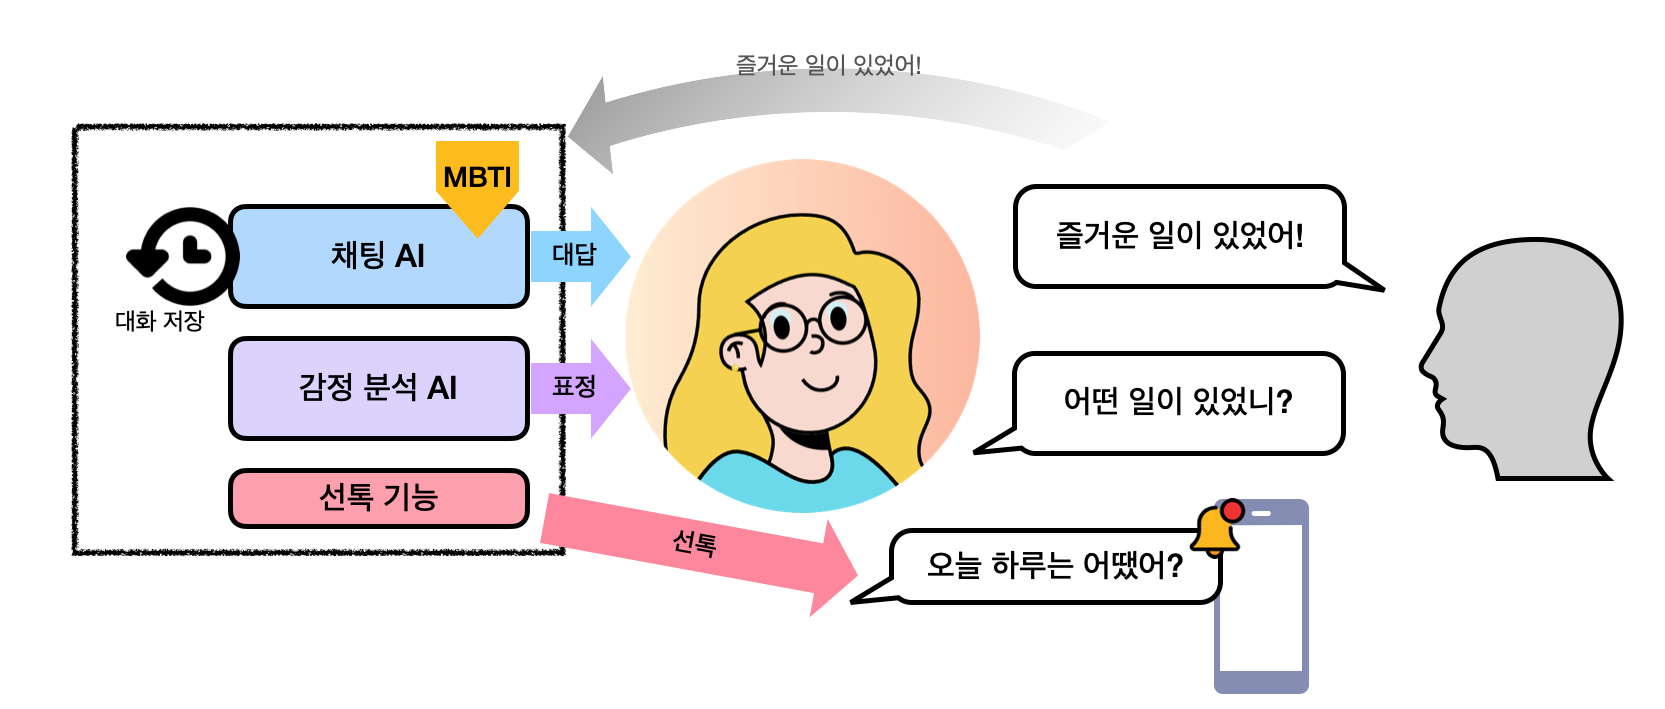 즐거운 일이 있었어!
MBTI
채팅 AI
대답
대화 저장
감정 분석 AI
표정
선톡 기능
선톡
즐거운 일이 있었어!
어떤 일이 있었니?
오늘 하루는 어땠어?